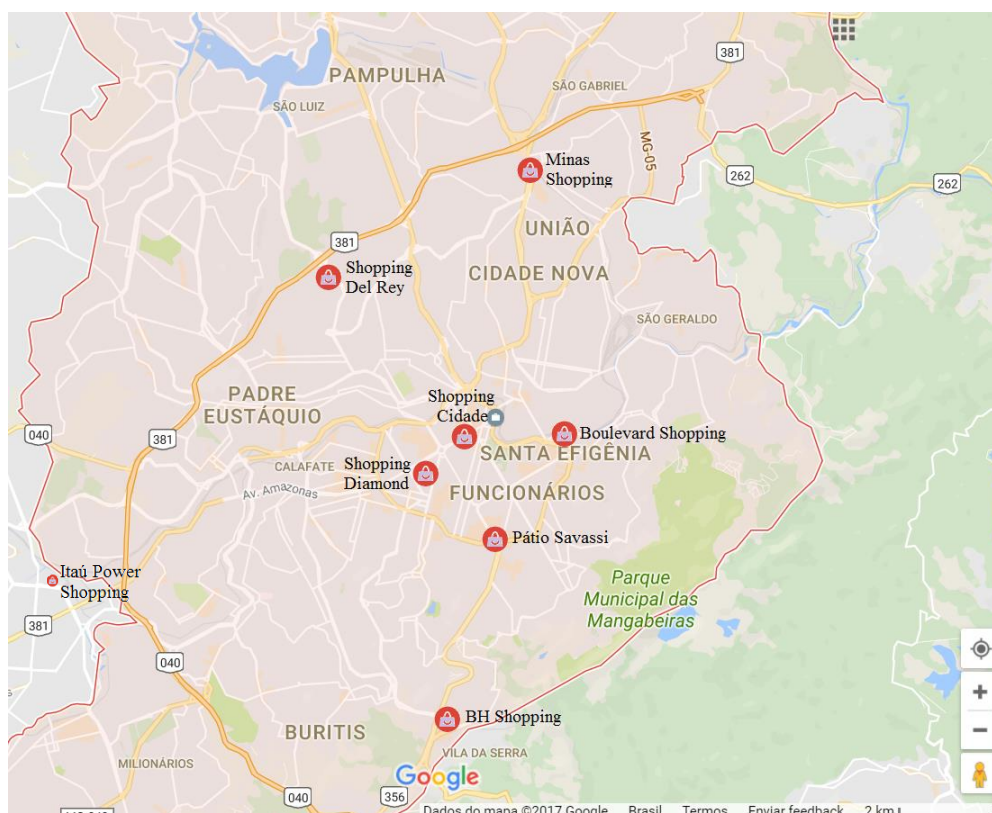 381
PAMPULHA
SÃO GABRIEL
SÃO LUIZ
MG-05
Minas
Shopping
262
262
UNIÃO
381
Shopping
Del Rey
CIDADE NOVA
SÃO GERALDO
PADRE
EUSTÁQUIO
Shopping
Cidade
040
381
Boulevard Shopping
SANTA EFIGÊNIA
CALAFATE
Shopping
Diamond
Av. Amazonas
FUNCIONÁRIOS
Pátio Savassi
Itaú Power
Shopping
Parque
Municipal das
Mangabeiras
381
040
BH Shopping
BURITIS
VILA DA SERRA
MILIONÁRIOS
Google
040
356
Dados do mapa ©2017 Google Brasil Termos Enviar feedback 2 km